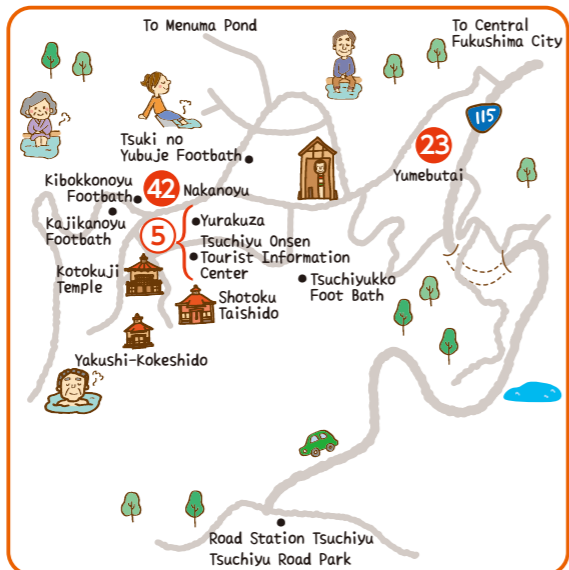 To Menuma Pond
To Central
Fukushima City
115
23
Yumebutai
Tsuki no
Yubuje Footbath
Kibokkonoyu
Footbath
42
Nakanoyu
Kajikanoyu
Footbath
5
Yurakuza
Tsuchiyu Onsen
Tourist Information
Center
Kotokuji
Temple
Tsuchiyukko
Foot Bath
Shotoku
Taishido
Yakushi-Kokeshido
Road Station Tsuchiyu
Tsuchiyu Road Park